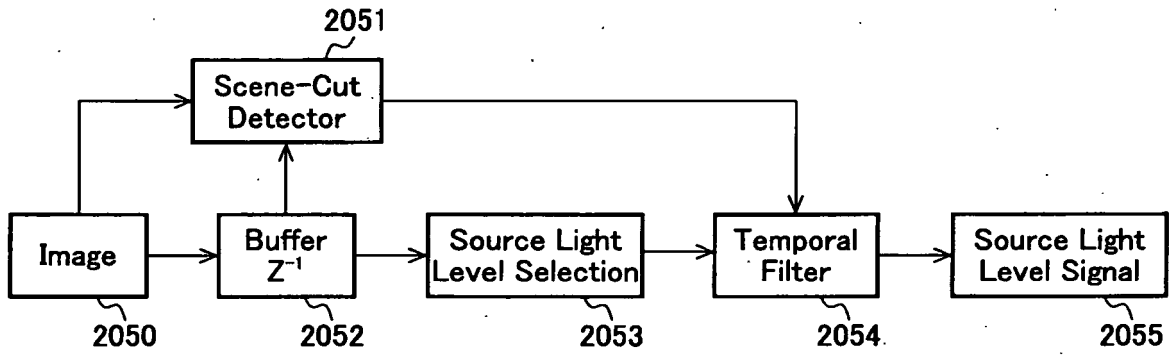 2051
Scene-Cut
Detector
Image
Buffer
Z⁻¹
Source Light
Level Selection
Temporal
Filter
Source Light
Level Signal
2050
2052
2053
2054
2055